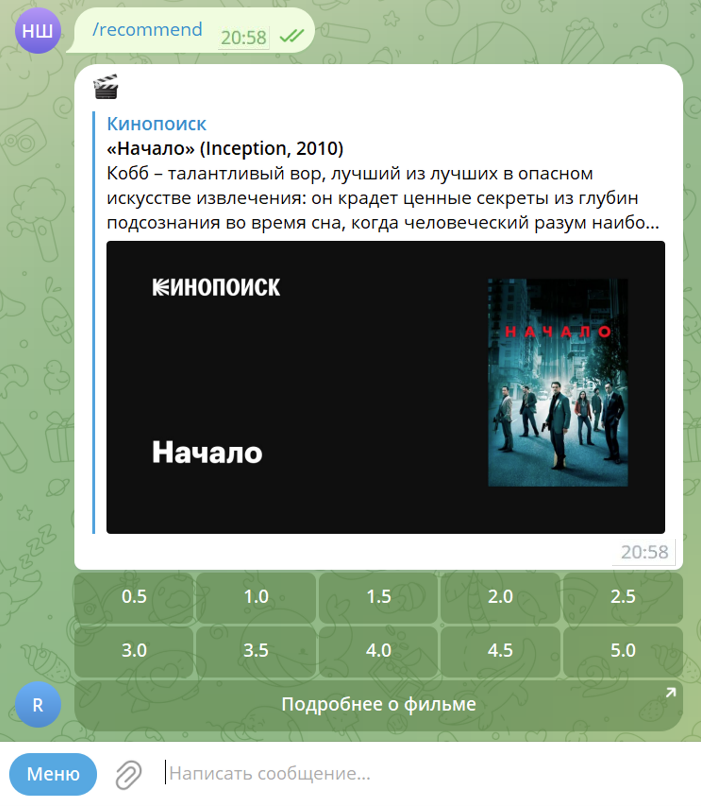 НШ
/recommend
20:58
Кинопоиск
«Начало» (Inception, 2010)
Кобб – талантливый вор, лучший из лучших в опасном
искусстве извлечения: он крадет ценные секреты из глубин
подсознания во время сна, когда человеческий разум наибо...
КИНОПОИСК
НАЧАЛО
Начало
20:58
0.5 1.0 1.5 2.0 2.5
3.0 3.5 4.0 4.5 5.0
R
Подробнее о фильме
Меню
Написать сообщение...